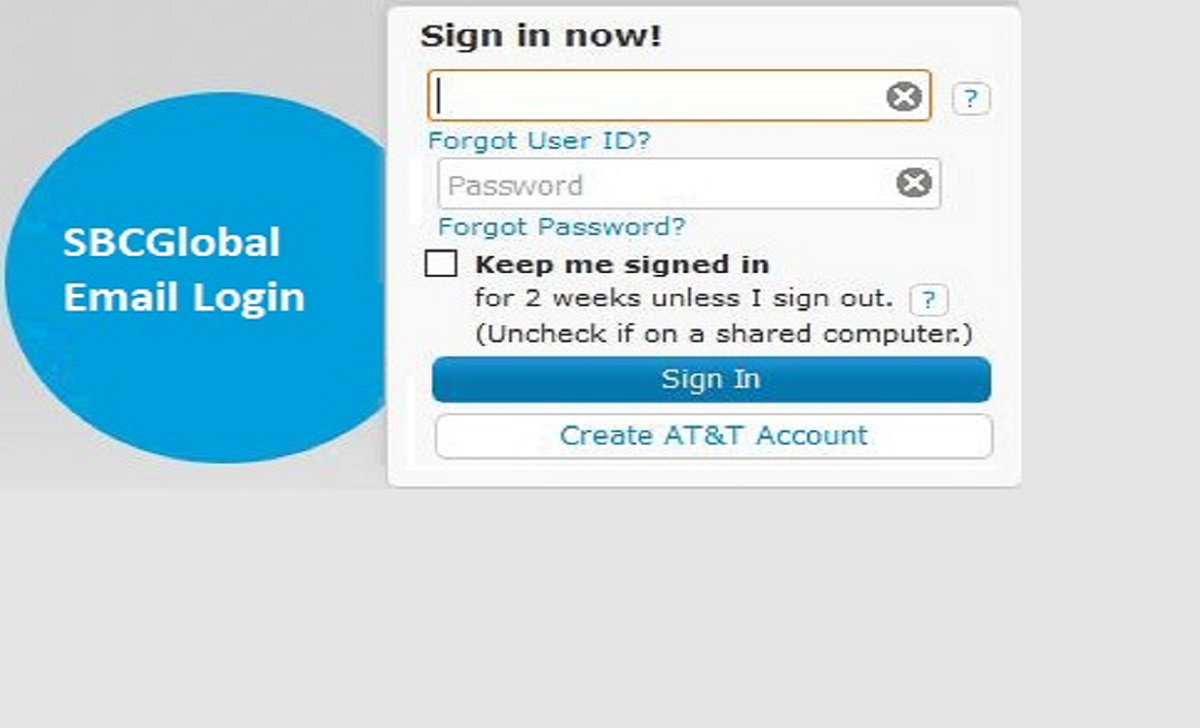 SBCGlobal
Email Login
Sign in now!
?
Forgot User ID?
Password
Forgot Password?
Keep me signed in
for 2 weeks unless I sign out. ?
(Uncheck if on a shared computer.)
Sign In
Create AT&T Account